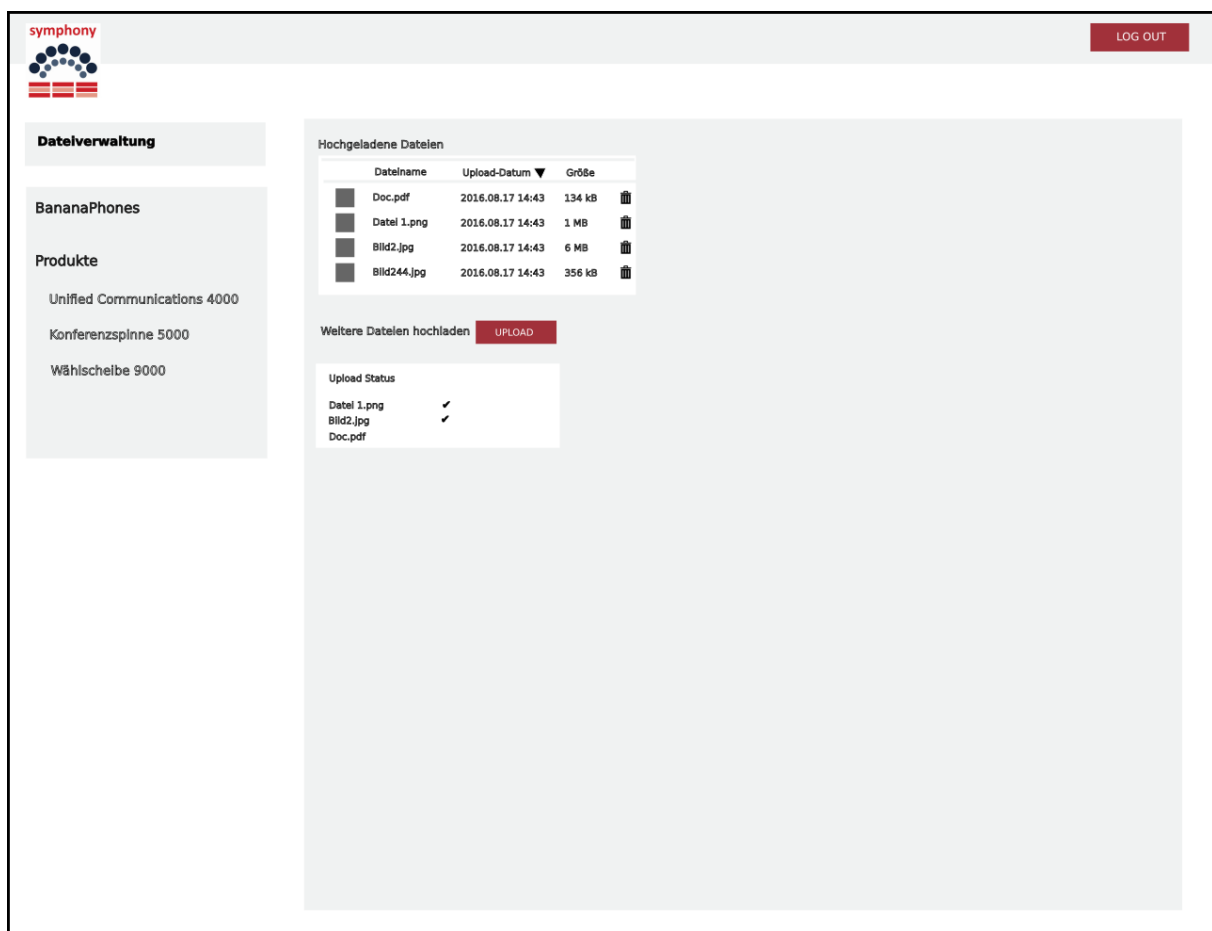 symphony
LOG OUT
Dateiverwaltung
BananaPhones
Produkte
Unified Communications 4000
Konferenzspinne 5000
Wählscheibe 9000
Hochgeladene Dateien
Dateiname Upload-Datum ▼ Größe
Doc.pdf 2016.08.17 14:43 134 kB
Datei 1.png 2016.08.17 14:43 1 MB
Bild2.jpg 2016.08.17 14:43 6 MB
Bild244.jpg 2016.08.17 14:43 356 kB
Weitere Dateien hochladen UPLOAD
Upload Status
Datei 1.png ✔
Bild2.jpg ✔
Doc.pdf